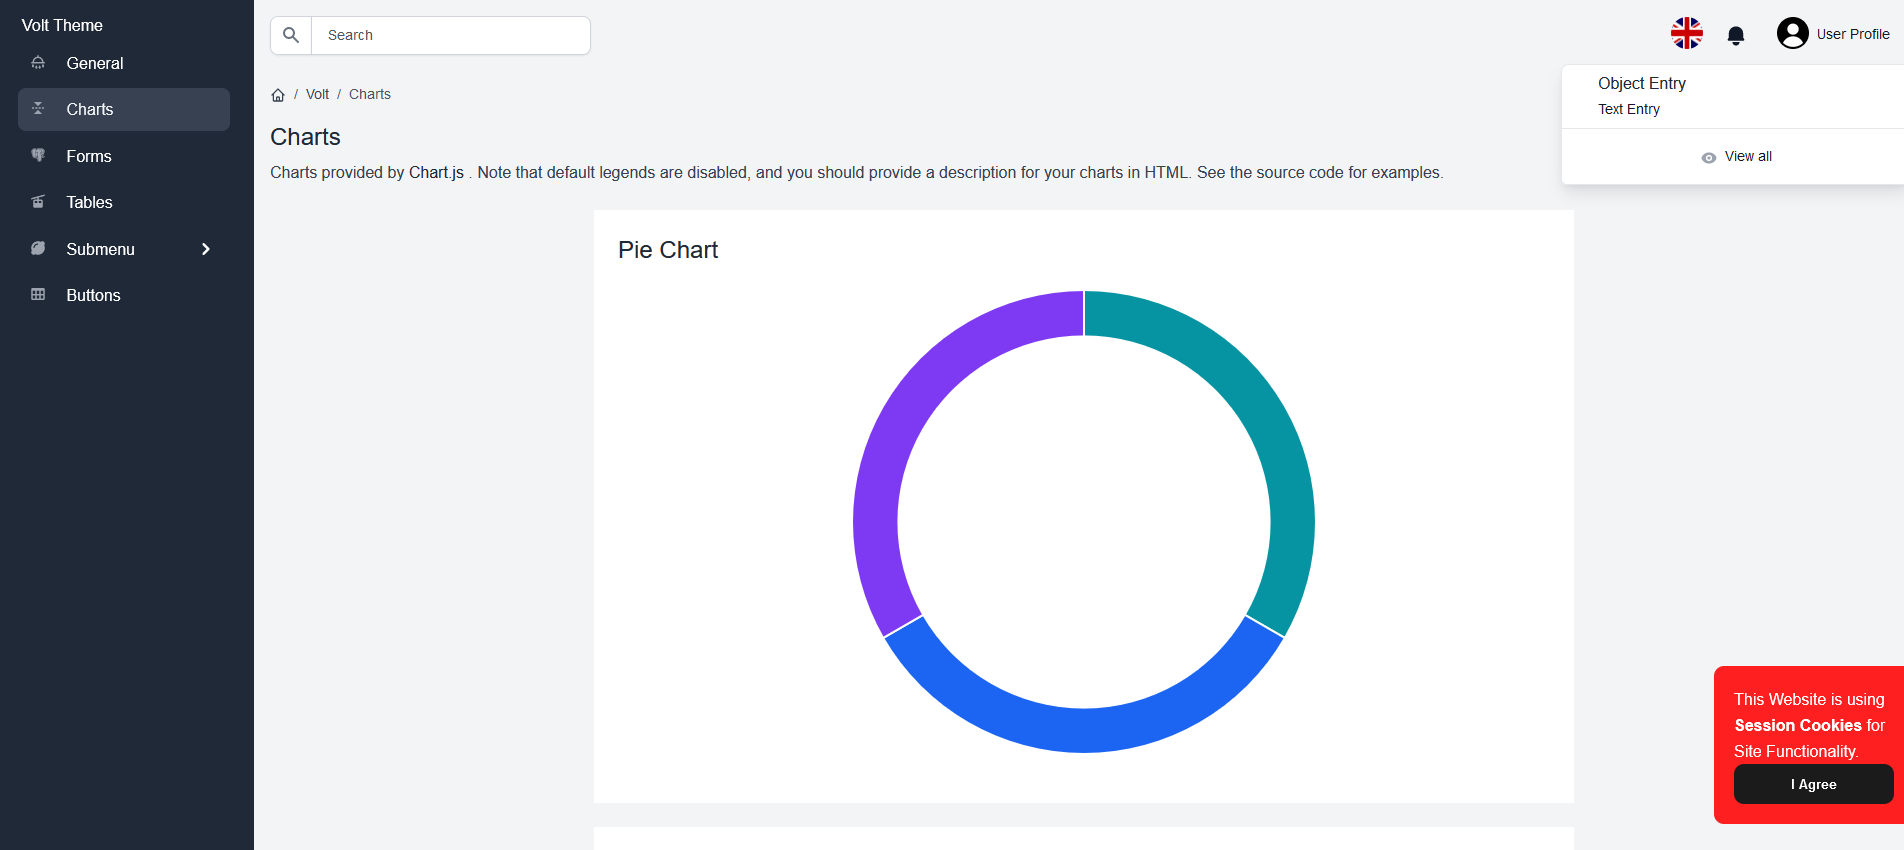 Volt Theme
General
Charts
Forms
Tables
Submenu
Buttons
Search
User Profile
Object Entry
Text Entry
View all
/ Volt / Charts
Charts
Charts provided by Chart.js . Note that default legends are disabled, and you should provide a description for your charts in HTML. See the source code for examples.
Pie Chart
This Website is using
Session Cookies for
Site Functionality.
I Agree